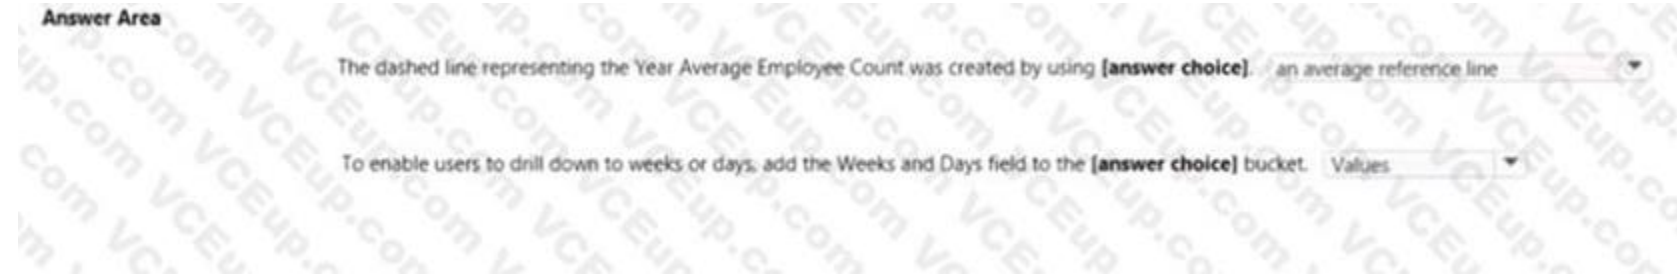 Answer Area
The dashed line representing the Year Average Employee Count was created by using [answer choice]. an average reference line
To enable users to drill down to weeks or days, add the Weeks and Days field to the [answer choice] bucket. Values